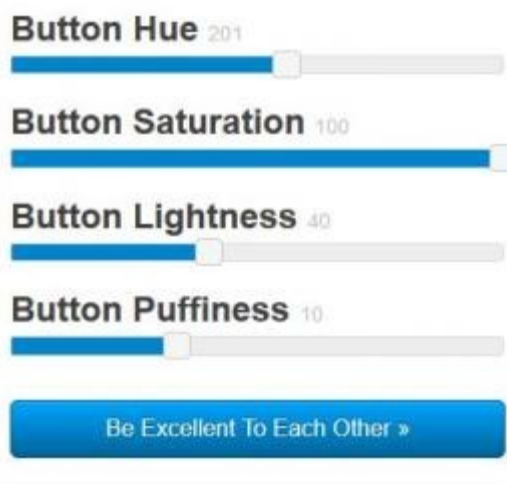 Button Hue 201
Button Saturation 100
Button Lightness 40
Button Puffiness 10
Be Excellent To Each Other »